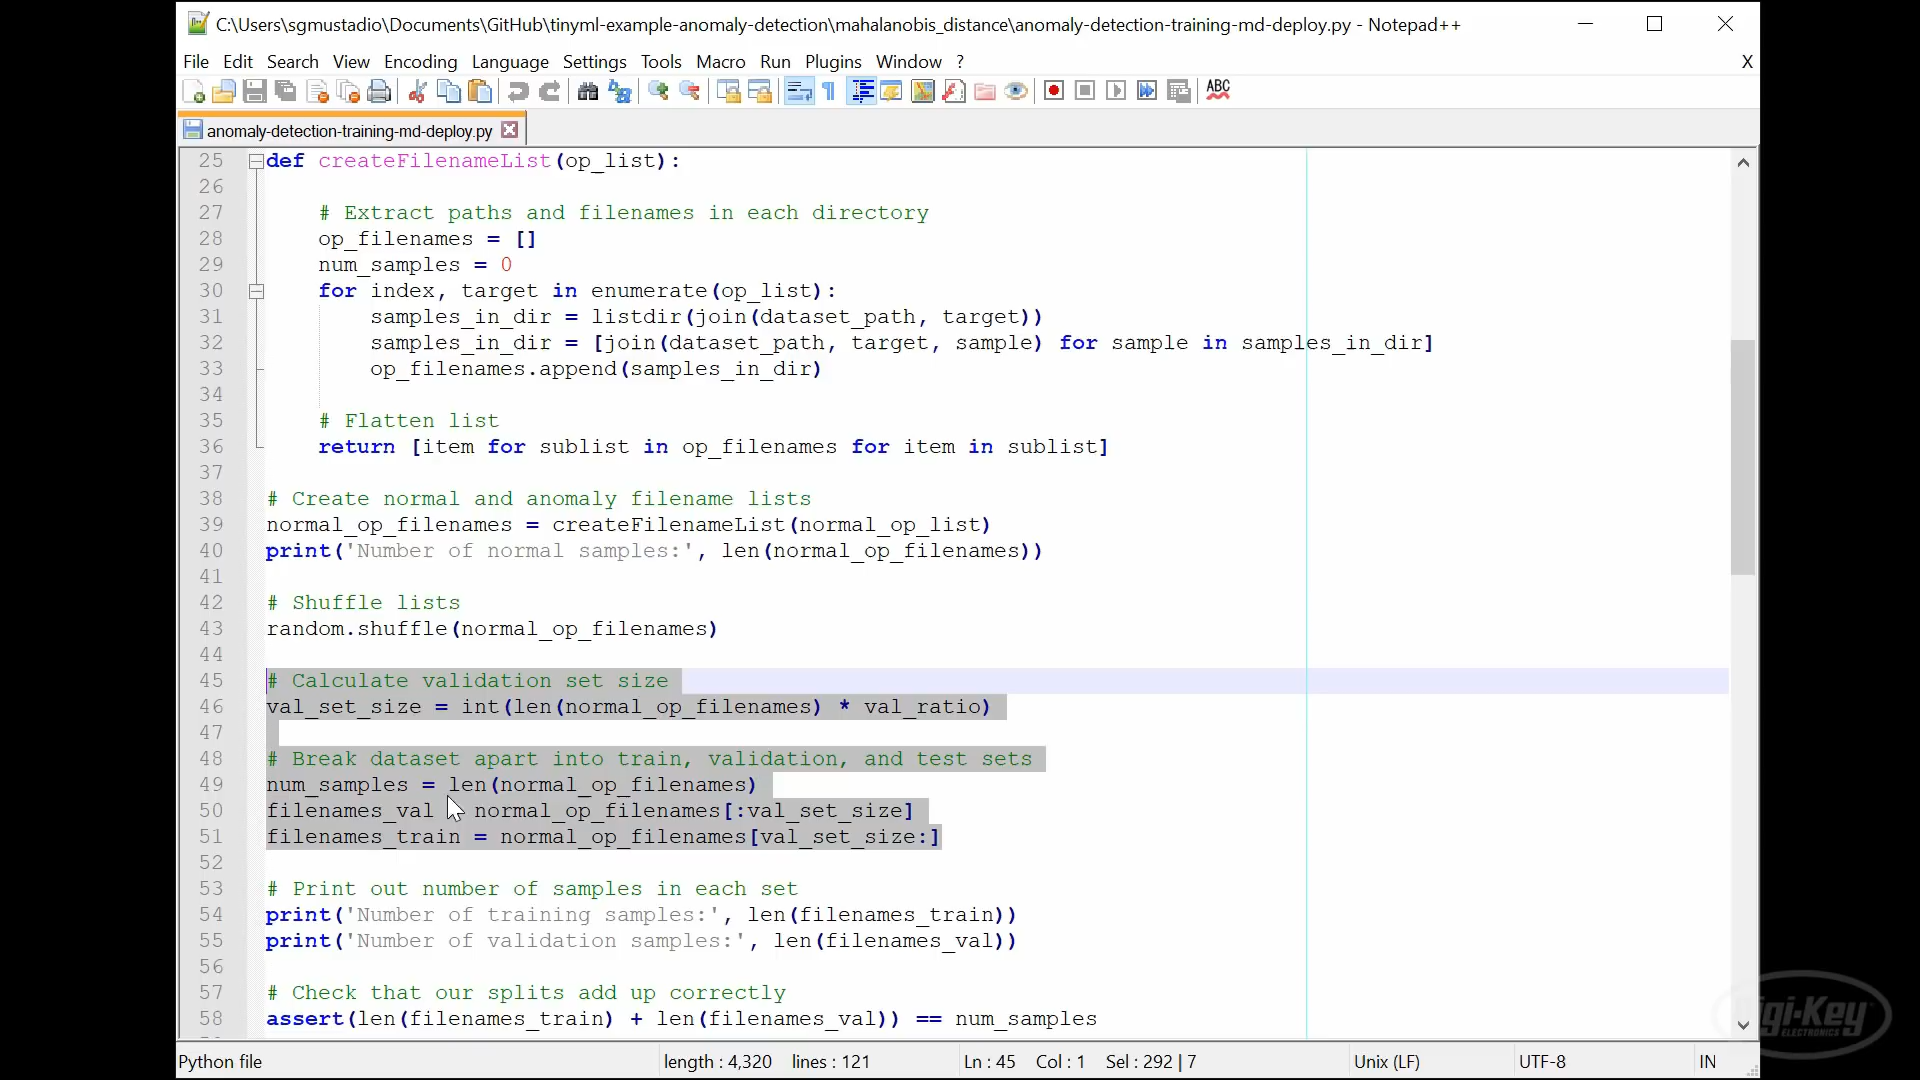 C:\Users\sgmustadio\Documents\GitHub\tinyml-example-anomaly-detection\mahalanobis_distance\anomaly-detection-training-md-deploy.py - Notepad++
File Edit Search View Encoding Language Settings Tools Macro Run Plugins Window ? X
ABC
anomaly-detection-training-md-deploy.py
25 def createFilenameList(op_list):
26
27 # Extract paths and filenames in each directory
28 op_filenames = []
29 num_samples = 0
30 for index, target in enumerate(op_list):
31 samples_in_dir = listdir(join(dataset_path, target))
32 samples_in_dir = [join(dataset_path, target, sample) for sample in samples_in_dir]
33 op_filenames.append(samples_in_dir)
34
35 # Flatten list
36 return [item for sublist in op_filenames for item in sublist]
37
38 # Create normal and anomaly filename lists
39 normal_op_filenames = createFilenameList(normal_op_list)
40 print('Number of normal samples:', len(normal_op_filenames))
41
42 # Shuffle lists
43 random.shuffle(normal_op_filenames)
44
45 # Calculate validation set size
46 val_set_size = int(len(normal_op_filenames) * val_ratio)
47
48 # Break dataset apart into train, validation, and test sets
49 num_samples = len(normal_op_filenames)
50 filenames_val normal_op_filenames[:val_set_size]
51 filenames_train = normal_op_filenames[val_set_size:]
52
53 # Print out number of samples in each set
54 print('Number of training samples:', len(filenames_train))
55 print('Number of validation samples:', len(filenames_val))
56
57 # Check that our splits add up correctly
58 assert(len(filenames_train) + len(filenames_val)) == num_samples
Digi-Key
ELECTRONICS
Python file length : 4,320 lines : 121 Ln : 45 Col : 1 Sel : 292 | 7 Unix (LF) UTF-8 IN